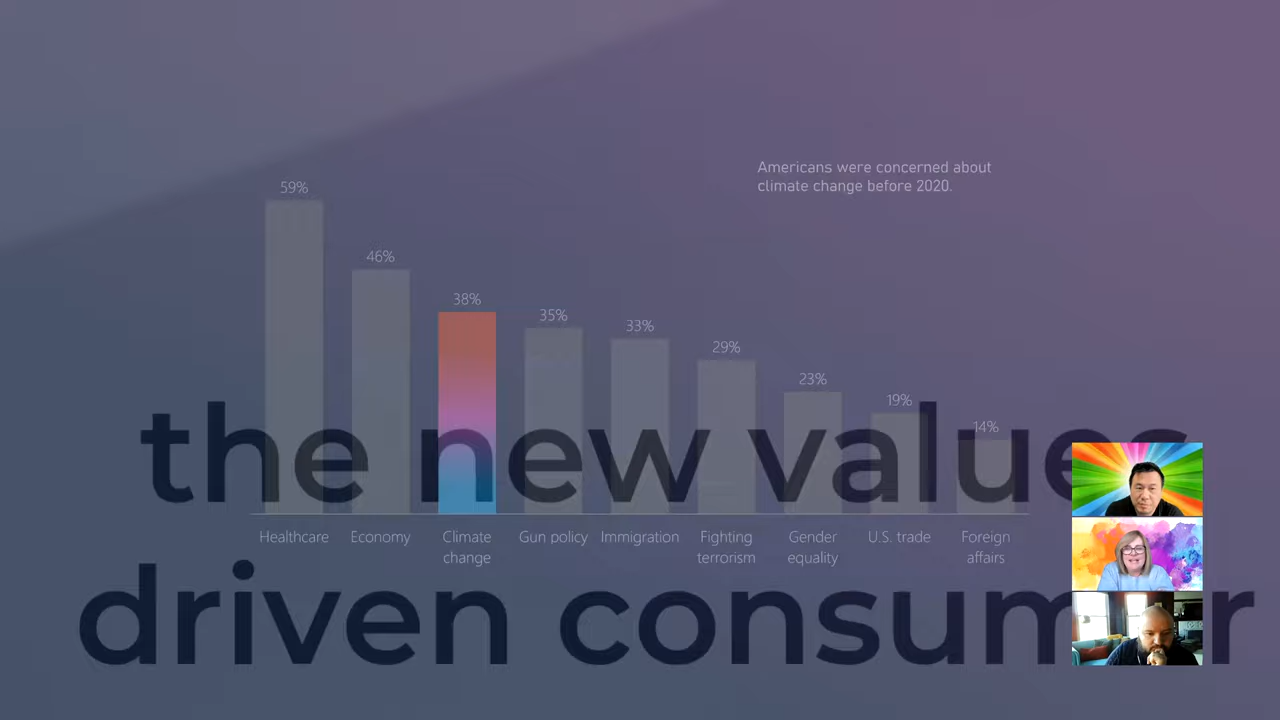 Americans were concerned about
climate change before 2020.
59%
46%
38%
35%
33%
29%
23%
19%
14%
the new values
driven consumer
Healthcare
Economy
Climate
change
Gun policy
Immigration
Fighting
terrorism
Gender
equality
U.S. trade
Foreign
affairs